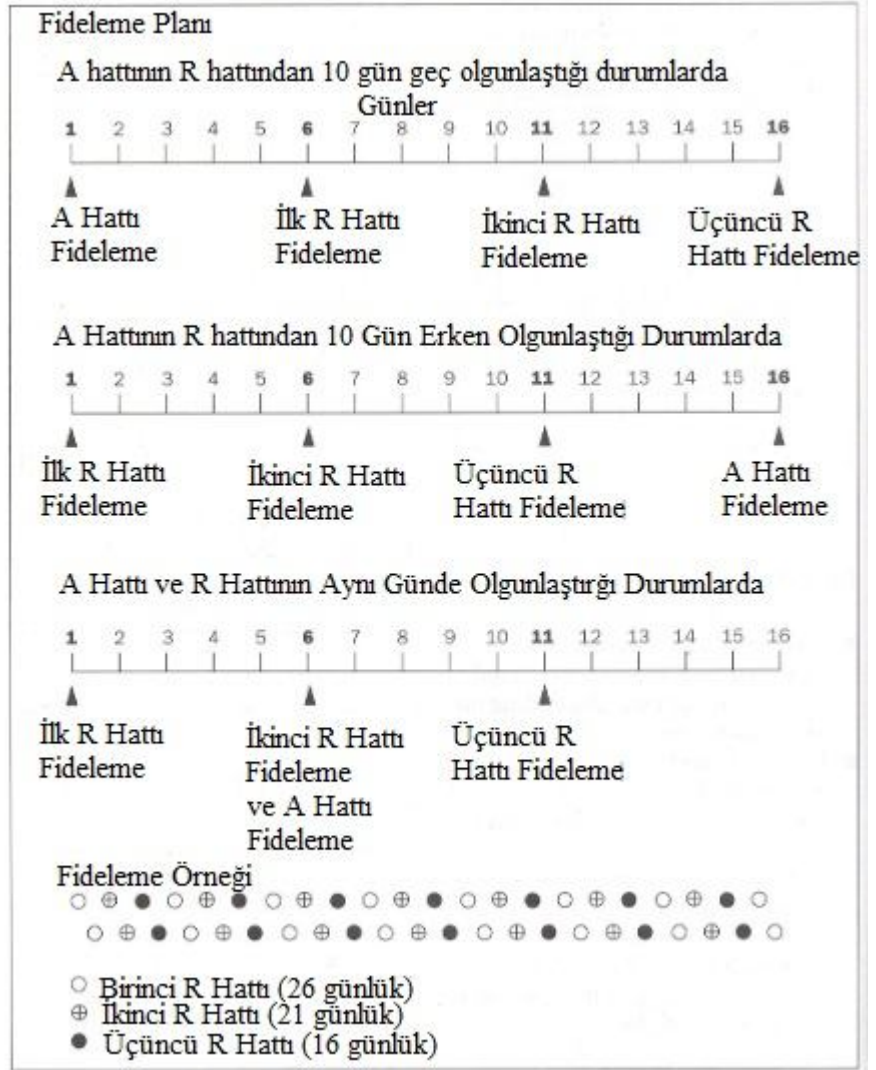 Fideleme Planı
A hattının R hattından 10 gün geç olgunlaştığı durumlarda
Günler
1 2 3 4 5 6 7 8 9 10 11 12 13 14 15 16
A Hattı İlk R Hattı İkinci R Hattı Üçüncü R
Fideleme Fideleme Fideleme Hattı Fideleme
A Hattının R hattından 10 Gün Erken Olgunlaştığı Durumlarda
1 2 3 4 5 6 7 8 9 10 11 12 13 14 15 16
İlk R Hattı İkinci R Hattı Üçüncü R A Hattı
Fideleme Fideleme Hattı Fideleme Fideleme
A Hattı ve R Hattının Aynı Günde Olgunlaştırğı Durumlarda
1 2 3 4 5 6 7 8 9 10 11 12 13 14 15 16
İlk R Hattı İkinci R Hattı Üçüncü R
Fideleme Fideleme Hattı Fideleme
ve A Hattı
Fideleme
Fideleme Örneği
Birinci R Hattı (26 günlük)
İkinci R Hattı (21 günlük)
Üçüncü R Hattı (16 günlük)